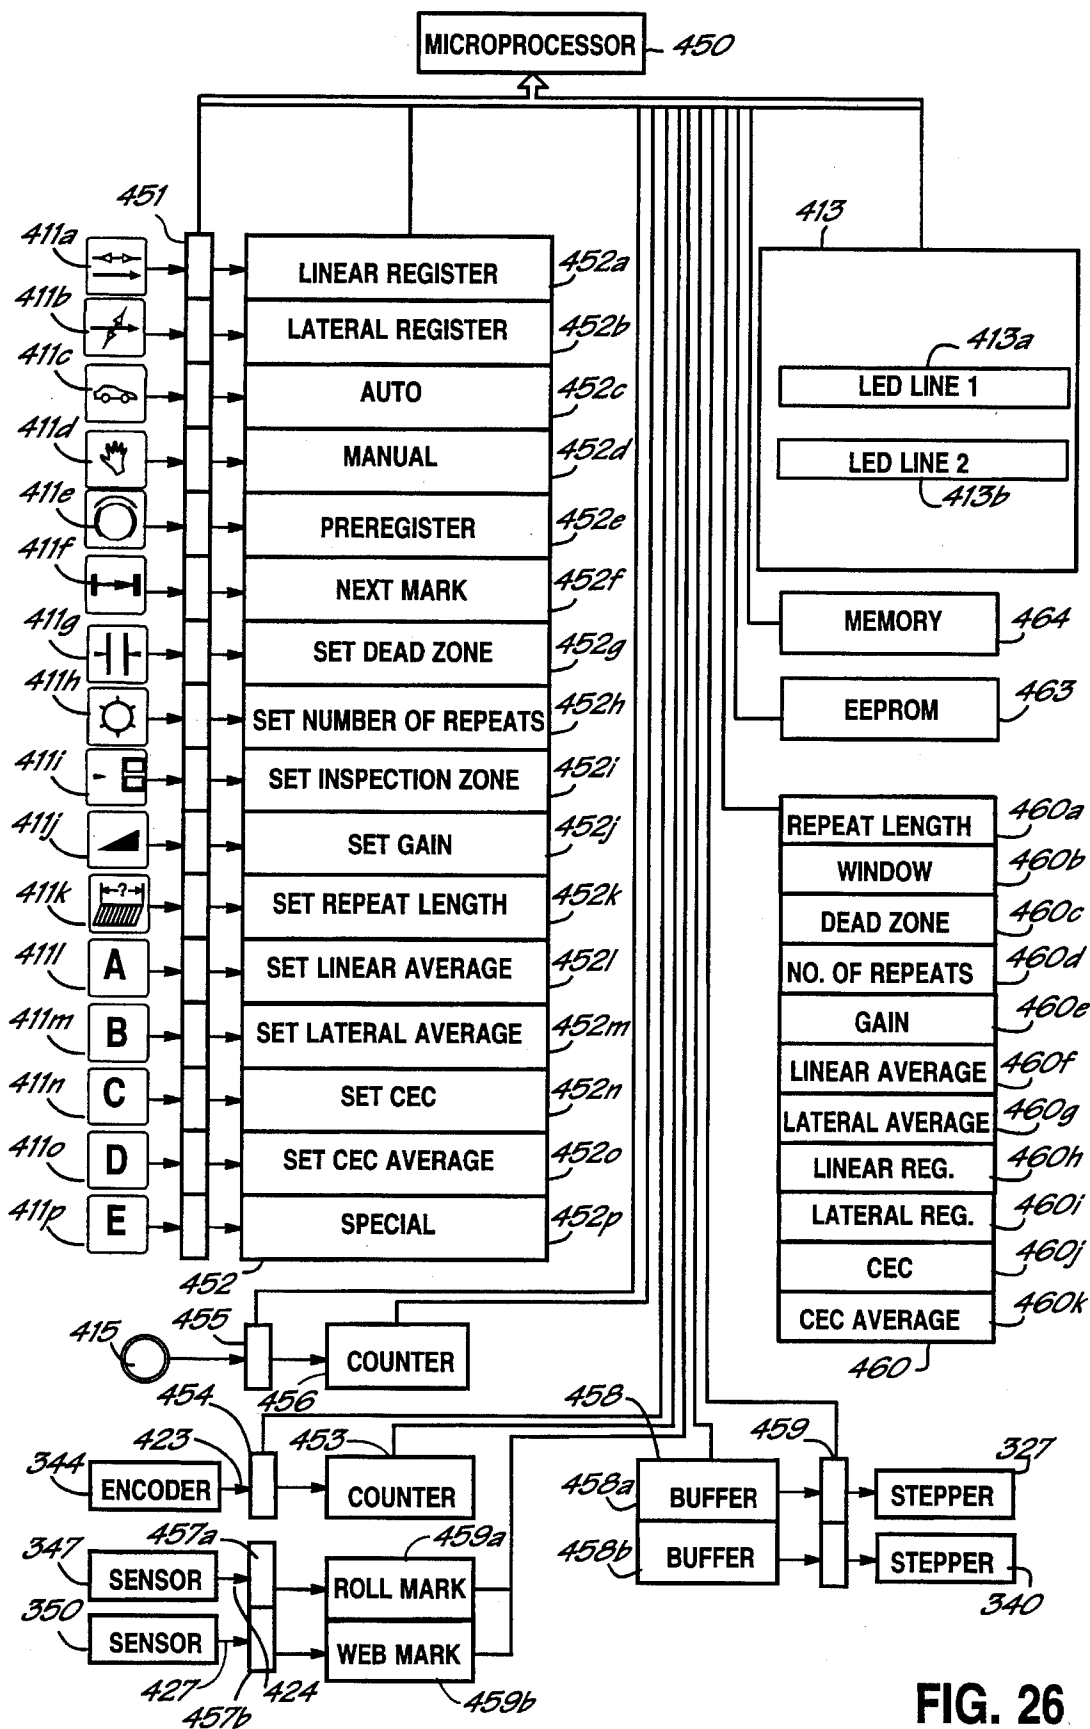 MICROPROCESSOR 450
451
413
411a LINEAR REGISTER 452a
411b LATERAL REGISTER 452b
411c AUTO 452c
411d MANUAL 452d
411e PREREGISTER 452e
411f NEXT MARK 452f
411g SET DEAD ZONE 452g
411h SET NUMBER OF REPEATS 452h
411i SET INSPECTION ZONE 452i
411j SET GAIN 452j
411k ? SET REPEAT LENGTH 452k
411l A SET LINEAR AVERAGE 452l
411m B SET LATERAL AVERAGE 452m
411n C SET CEC 452n
411o D SET CEC AVERAGE 452o
411p E SPECIAL 452p
452
413a
LED LINE 1
LED LINE 2
413b
MEMORY 464
EEPROM 463
REPEAT LENGTH 460a
WINDOW 460b
DEAD ZONE 460c
NO. OF REPEATS 460d
GAIN 460e
LINEAR AVERAGE 460f
LATERAL AVERAGE 460g
LINEAR REG. 460h
LATERAL REG. 460i
CEC 460j
CEC AVERAGE 460k
460
415 455 COUNTER 456
454
344 ENCODER 423 453 COUNTER
347 SENSOR 457a 459a ROLL MARK
350 SENSOR WEB MARK
427 457b 424 459b
458 459 327
458a BUFFER STEPPER
458b BUFFER STEPPER
340
FIG. 26